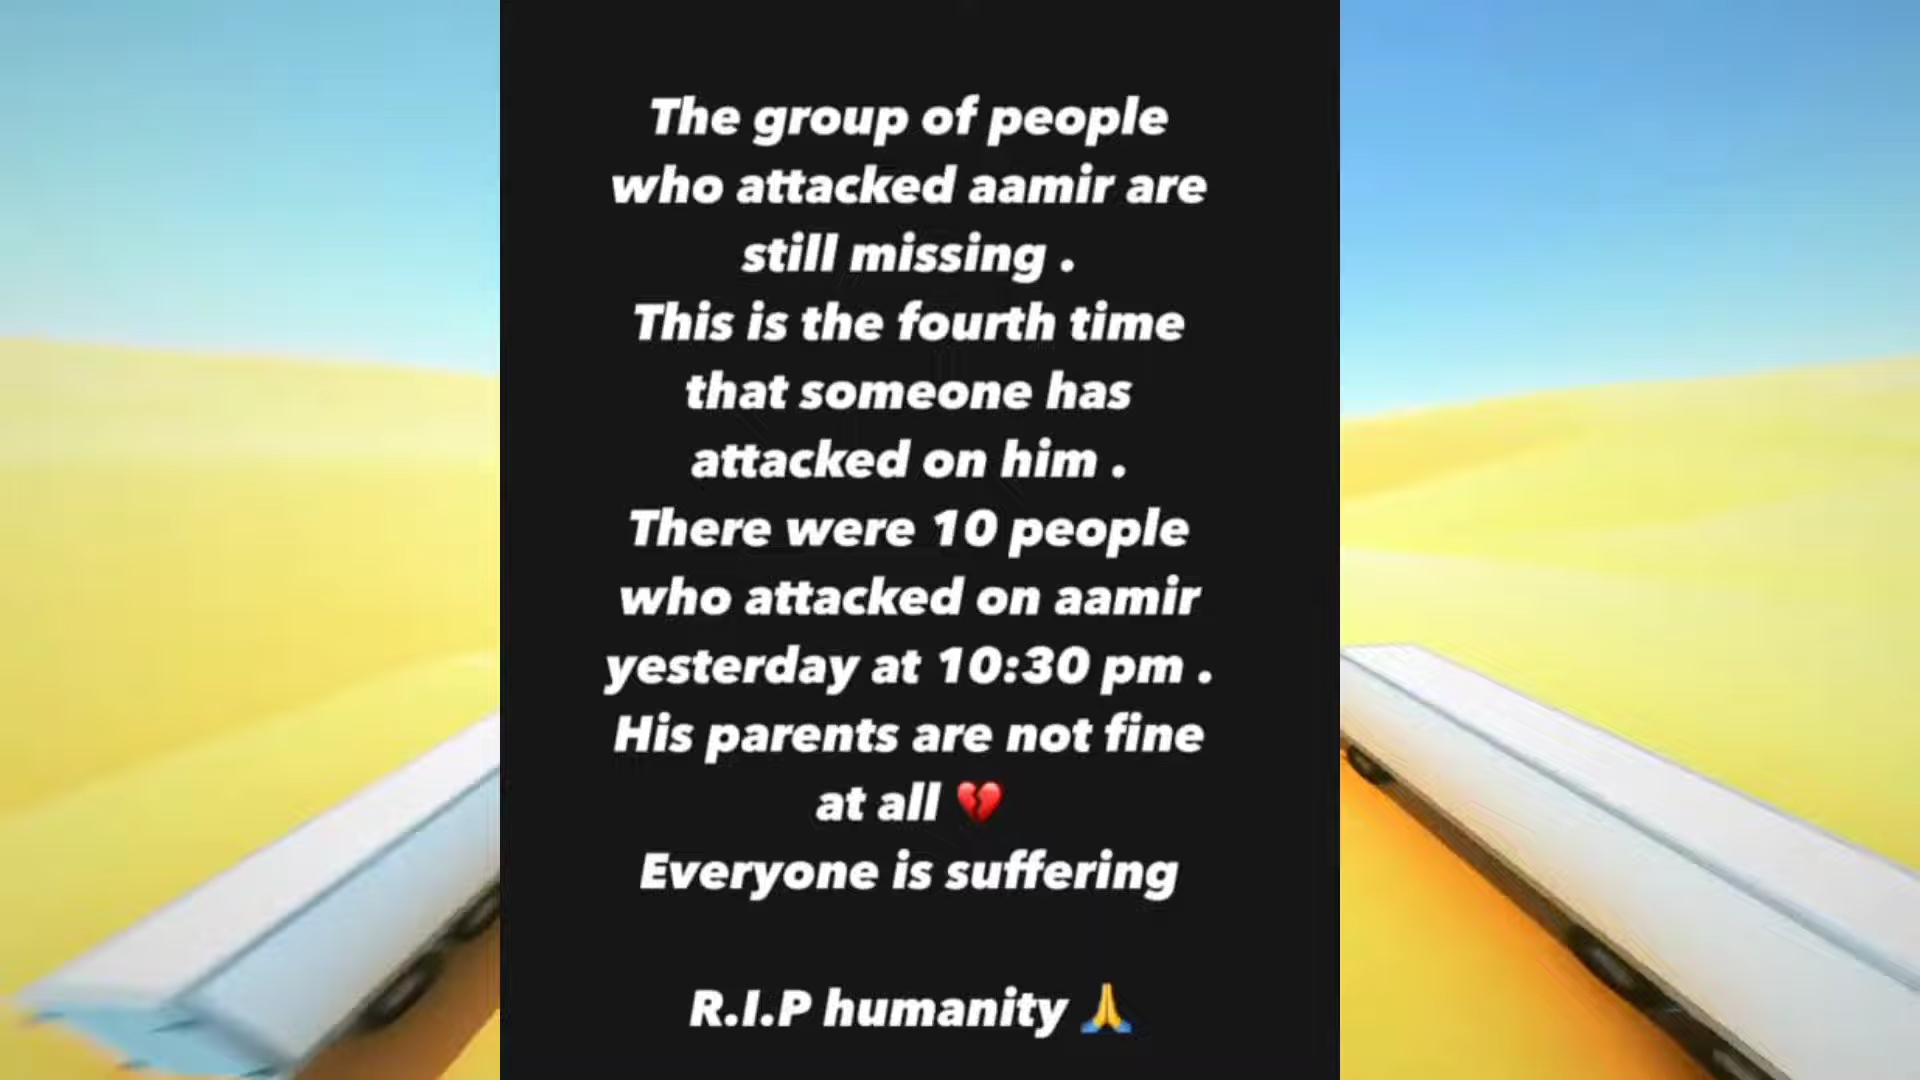 The group of people
who attacked aamir are
still missing .
This is the fourth time
that someone has
attacked on him .
There were 10 people
who attacked on aamir
yesterday at 10:30 pm .
His parents are not fine
at all 💔
Everyone is suffering
R.I.P humanity 🙏